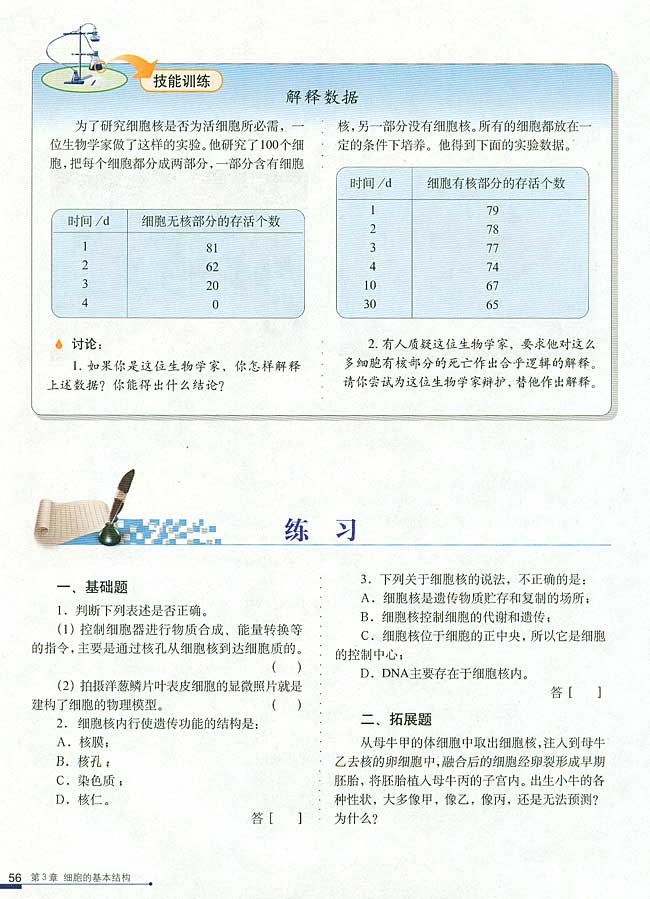 技能训练
解释数据
为了研究细胞核是否为活细胞所必需，一
位生物学家做了这样的实验。他研究了100个细
胞，把每个细胞都分成两部分，一部分含有细胞
核，另一部分没有细胞核。所有的细胞都放在一
定的条件下培养。他得到下面的实验数据。
时间/d 细胞无核部分的存活个数
1 81
2 62
3 20
4 0
时间/d 细胞有核部分的存活个数
1 79
2 78
3 77
4 74
10 67
30 65
讨论：
1. 如果你是这位生物学家，你怎样解释
上述数据？你能得出什么结论？
2. 有人质疑这位生物学家，要求他对这么
多细胞有核部分的死亡作出合乎逻辑的解释。
请你尝试为这位生物学家辩护，替他作出解释。
练 习
一、基础题
1．判断下列表述是否正确。
(1) 控制细胞器进行物质合成、能量转换等
的指令，主要是通过核孔从细胞核到达细胞质的。
( )
(2) 拍摄洋葱鳞片叶表皮细胞的显微照片就是
建构了细胞的物理模型。 ( )
2．细胞核内行使遗传功能的结构是：
A．核膜；
B．核孔；
C．染色质；
D．核仁。
答 [ ]
3．下列关于细胞核的说法，不正确的是：
A．细胞核是遗传物质贮存和复制的场所；
B．细胞核控制细胞的代谢和遗传；
C．细胞核位于细胞的正中央，所以它是细胞
的控制中心；
D．DNA主要存在于细胞核内。
答 [ ]
二、拓展题
从母牛甲的体细胞中取出细胞核，注入到母牛
乙去核的卵细胞中，融合后的细胞经卵裂形成早期
胚胎，将胚胎植入母牛丙的子宫内。出生小牛的各
种性状，大多像甲，像乙，像丙，还是无法预测？
为什么？
56 第3章 细胞的基本结构